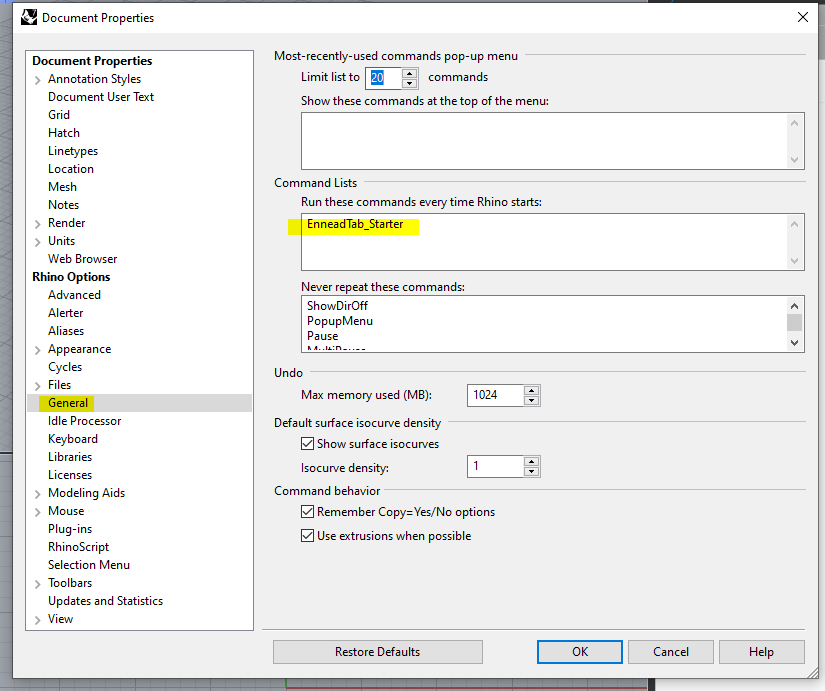 Document Properties
Document Properties
Annotation Styles
Document User Text
Grid
Hatch
Linetypes
Location
Mesh
Notes
Render
Units
Web Browser
Rhino Options
Advanced
Alerter
Aliases
Appearance
Cycles
Files
General
Idle Processor
Keyboard
Libraries
Licenses
Modeling Aids
Mouse
Plug-ins
RhinoScript
Selection Menu
Toolbars
Updates and Statistics
View
Most-recently-used commands pop-up menu
Limit list to 20 commands
Show these commands at the top of the menu:
Command Lists
Run these commands every time Rhino starts:
EnneadTab_Starter
Never repeat these commands:
ShowDirOff
PopupMenu
Pause
MultiPause
Undo
Max memory used (MB): 1024
Default surface isocurve density
Show surface isocurves
Isocurve density: 1
Command behavior
Remember Copy=Yes/No options
Use extrusions when possible
Restore Defaults OK Cancel Help